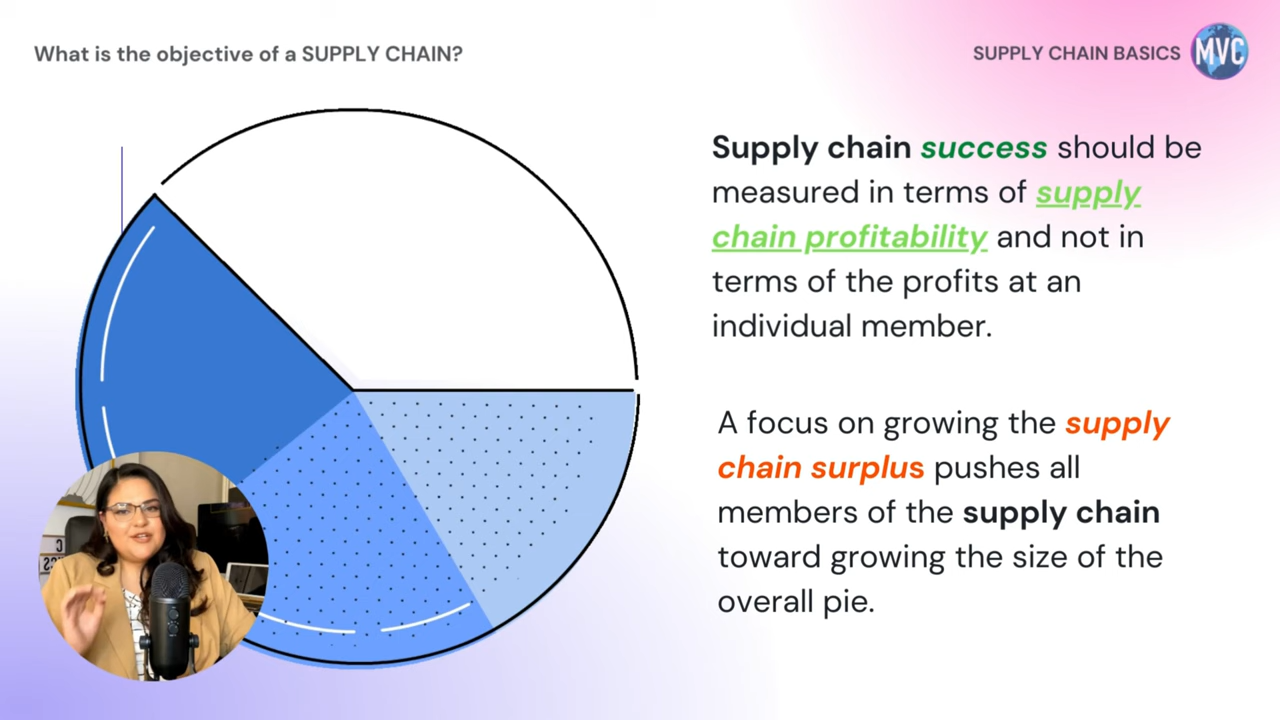 What is the objective of a SUPPLY CHAIN?
SUPPLY CHAIN BASICS
MVC
Supply chain success should be
measured in terms of supply
chain profitability and not in
terms of the profits at an
individual member.
A focus on growing the supply
chain surplus pushes all
members of the supply chain
toward growing the size of the
overall pie.